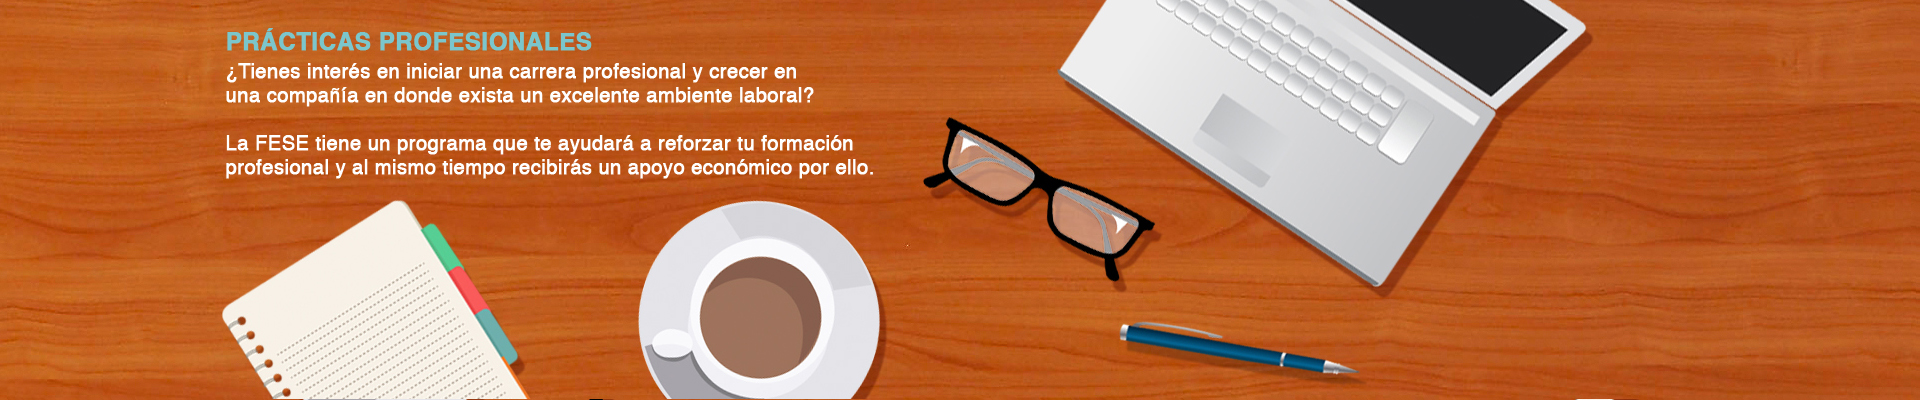 PRÁCTICAS PROFESIONALES
¿Tienes interés en iniciar una carrera profesional y crecer en
una compañía en donde exista un excelente ambiente laboral?
La FESE tiene un programa que te ayudará a reforzar tu formación
profesional y al mismo tiempo recibirás un apoyo económico por ello.